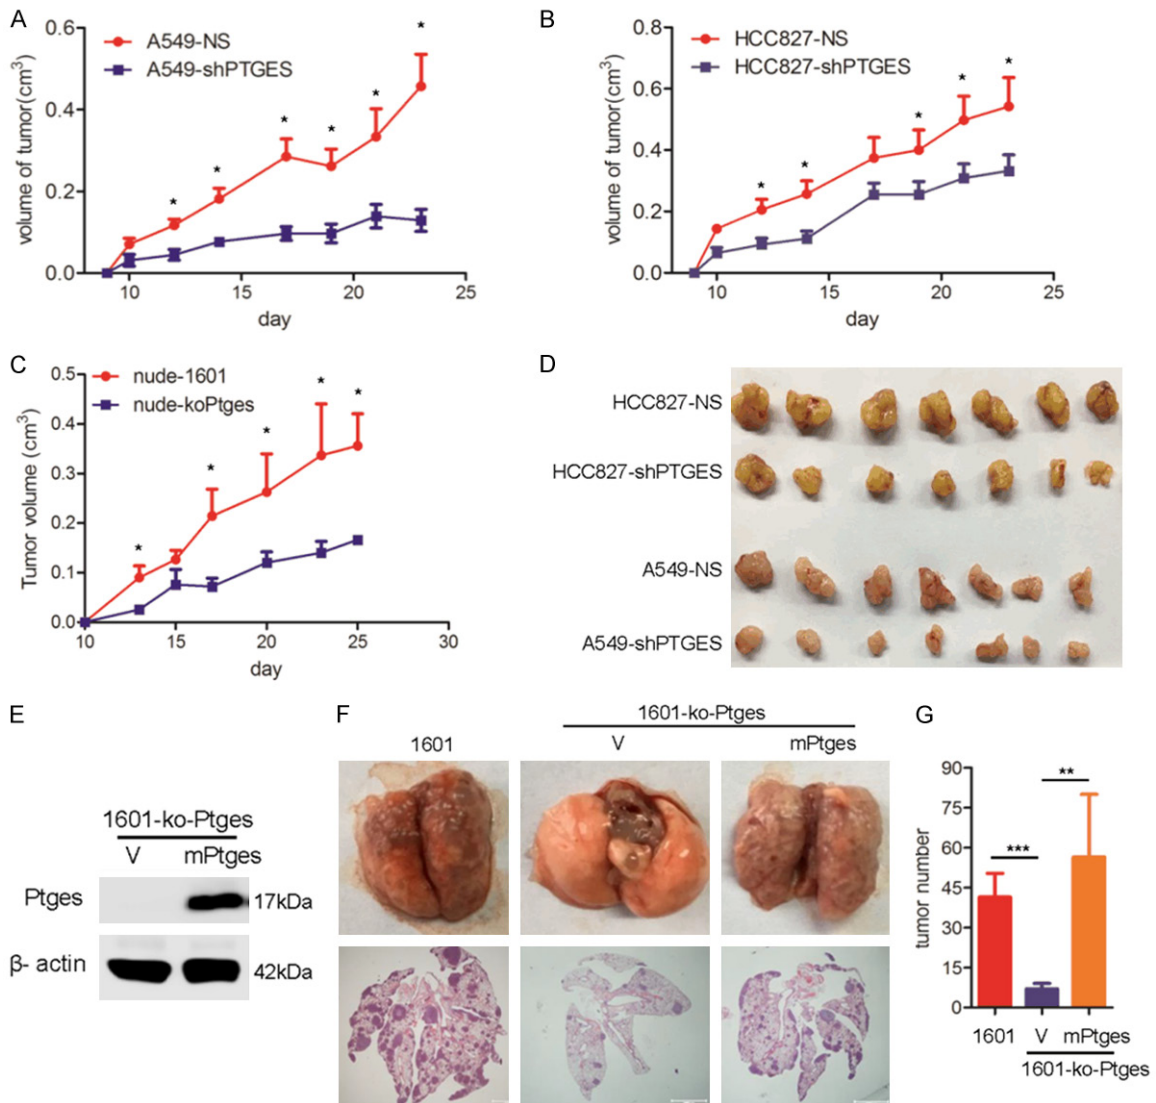 A
A549-NS
A549-shPTGES
volume of tumor(cm3)
0.6
0.4
0.2
0.0
* * * * * * *
10 15 20 25
day
B
HCC827-NS
HCC827-shPTGES
volume of tumor(cm3)
0.8
0.6
0.4
0.2
0.0
* * * * *
10 15 20 25
day
C
nude-1601
nude-koPtges
Tumor volume (cm3)
0.5
0.4
0.3
0.2
0.1
0.0
* * * * *
10 15 20 25 30
day
D
HCC827-NS
HCC827-shPTGES
A549-NS
A549-shPTGES
E
1601-ko-Ptges
V mPtges
Ptges 17kDa
β- actin 42kDa
F
1601-ko-Ptges
1601 V mPtges
G
tumor number
90
75
60
45
30
15
0
**
***
1601 V mPtges
1601-ko-Ptges